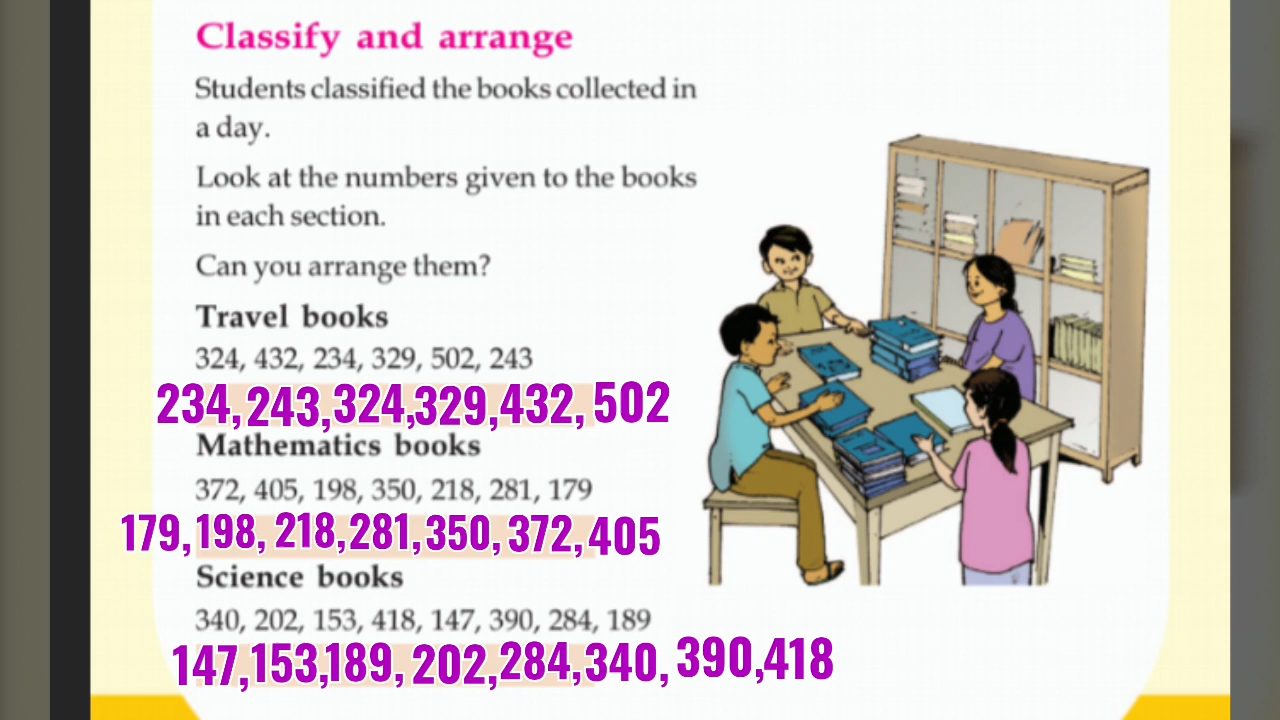 Classify and arrange
Students classified the books collected in
a day.
Look at the numbers given to the books
in each section.
Can you arrange them?
Travel books
324, 432, 234, 329, 502, 243
234,243,324,329,432,502
Mathematics books
372, 405, 198, 350, 218, 281, 179
179,198,218,281,350,372,405
Science books
340, 202, 153, 418, 147, 390, 284, 189
147,153,189,202,284,340,390,418